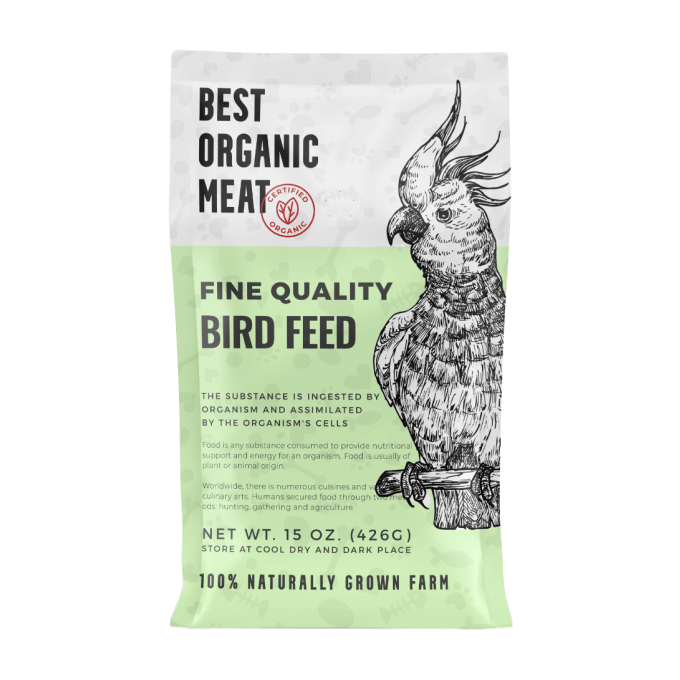 BEST
ORGANIC
MEAT
CERTIFIED
ORGANIC
FINE QUALITY
BIRD FEED
THE SUBSTANCE IS INGESTED BY
ORGANISM AND ASSIMILATED
BY THE ORGANISM'S CELLS
Food is any substance consumed to provide nutritional
support and energy for an organism. Food is usually of
plant or animal origin.
Worldwide, there is numerous cuisines and
culinary arts. Humans secured food through two
ods: hunting, gathering and agriculture
NET WT. 15 OZ. (426G)
STORE AT COOL DRY AND DARK PLACE
100% NATURALLY GROWN FARM